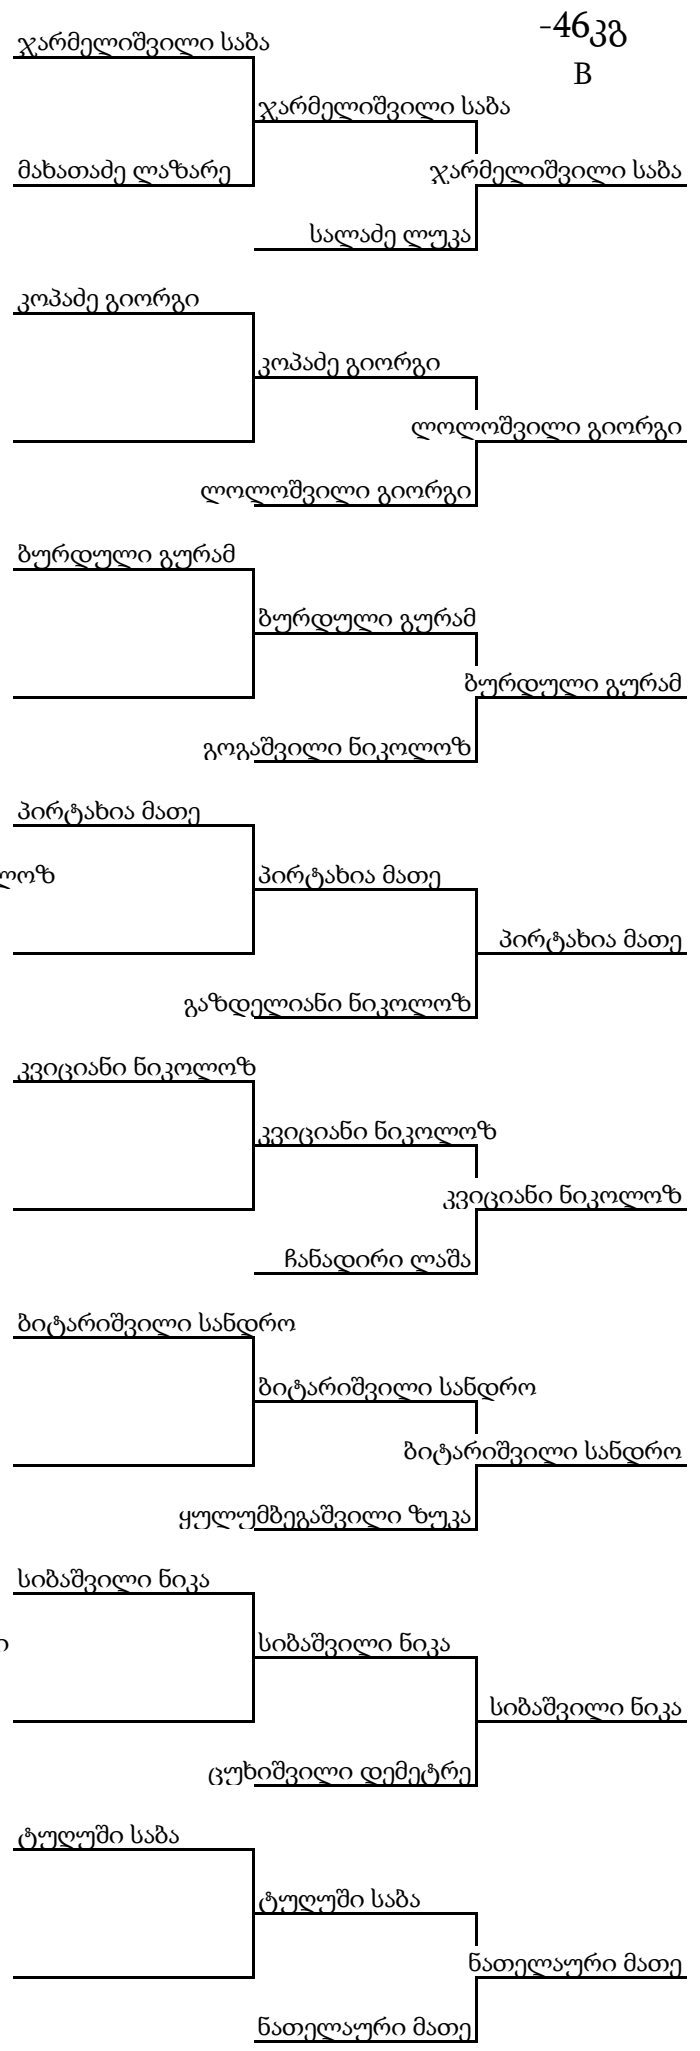 -46კგ
ჯარმელიშვილი საბა
B
ჯარმელიშვილი საბა
მახათაძე ლაზარე
ჯარმელიშვილი საბა
სალაძე ლუკა
კოპაძე გიორგი
კოპაძე გიორგი
ლოლოშვილი გიორგი
ლოლოშვილი გიორგი
ბურდული გურამ
ბურდული გურამ
ბურდული გურამ
გოგაშვილი ნიკოლოზ
პირტახია მათე
პირტახია მათე
პირტახია მათე
გაზდელიანი ნიკოლოზ
კვიციანი ნიკოლოზ
კვიციანი ნიკოლოზ
კვიციანი ნიკოლოზ
ჩანადირი ლაშა
ბიტარიშვილი სანდრო
ბიტარიშვილი სანდრო
ბიტარიშვილი სანდრო
ყულუმბეგაშვილი ზუკა
სიბაშვილი ნიკა
სიბაშვილი ნიკა
სიბაშვილი ნიკა
ცუხიშვილი დემეტრე
ტუღუში საბა
ტუღუში საბა
ნათელაური მათე
ნათელაური მათე